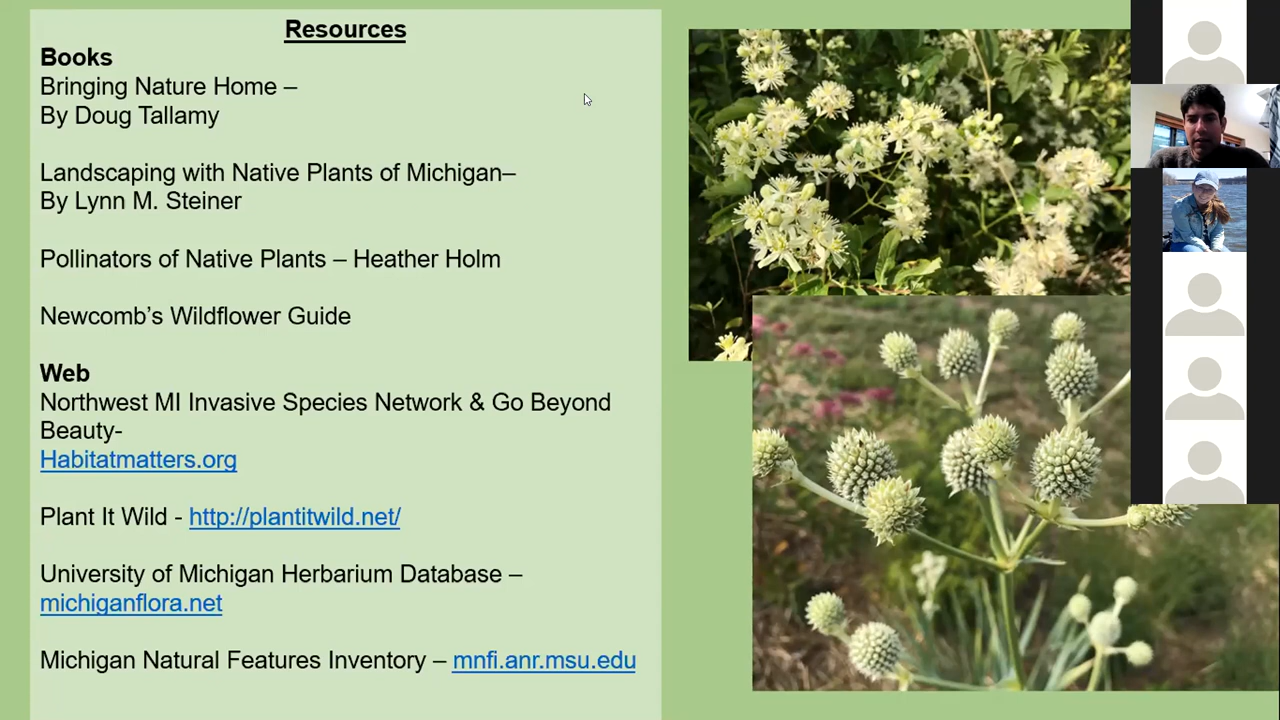 Resources
Books
Bringing Nature Home –
By Doug Tallamy
Landscaping with Native Plants of Michigan–
By Lynn M. Steiner
Pollinators of Native Plants – Heather Holm
Newcomb’s Wildflower Guide
Web
Northwest MI Invasive Species Network & Go Beyond
Beauty-
Habitatmatters.org
Plant It Wild - http://plantitwild.net/
University of Michigan Herbarium Database –
michiganflora.net
Michigan Natural Features Inventory – mnfi.anr.msu.edu